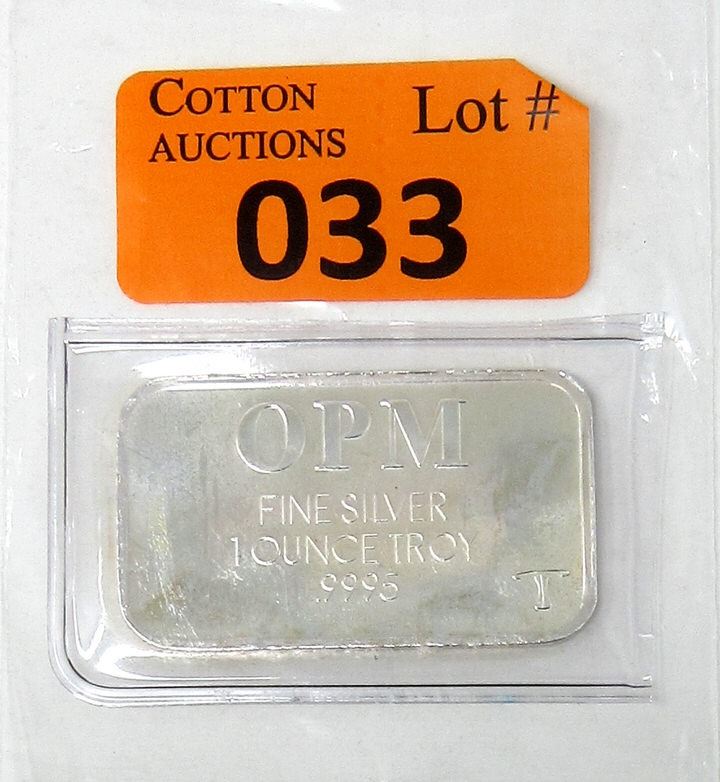 COTTON
AUCTIONS
Lot #
033
OPM
FINE SILVER
1 OUNCE TROY
.9995
T